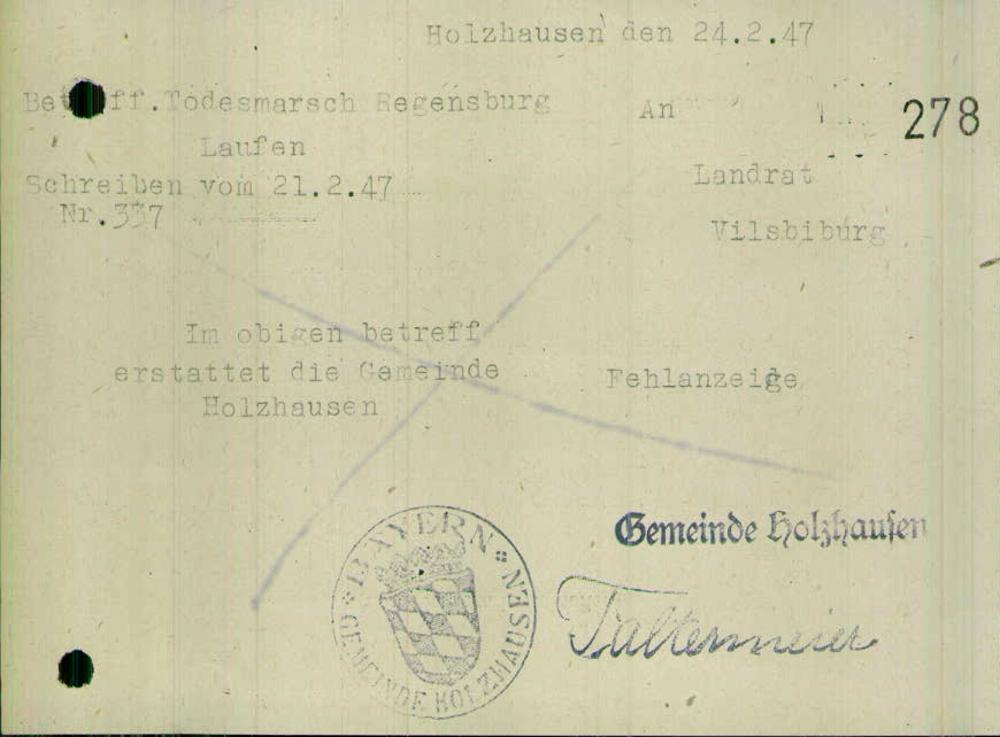 Holzhausen den 24.2.47
Betreff.Todesmarsch Regensburg
Laufen
Schreiben vom 21.2.47
Nr.337
An
278
Landrat
Vilsbiburg
Im obigen betreff
erstattet die Gemeinde
Holzhausen
Fehlanzeige
Gemeinde Holzhausen
BAYERN
GEMEINDE HOLZHAUSEN
Faltermeier